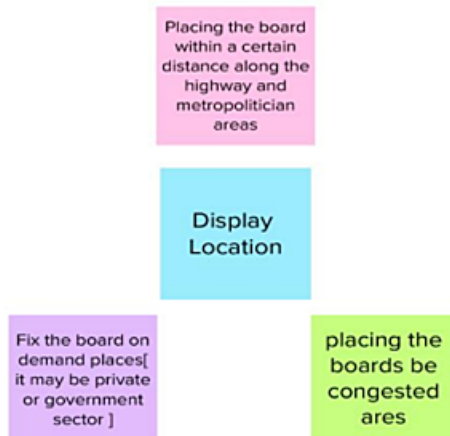 Placing the board
within a certain
distance along the
highway and
metropolitician
areas
Display
Location
Fix the board on
demand places[
it may be private
or government
sector ]
placing the
boards be
congested
ares